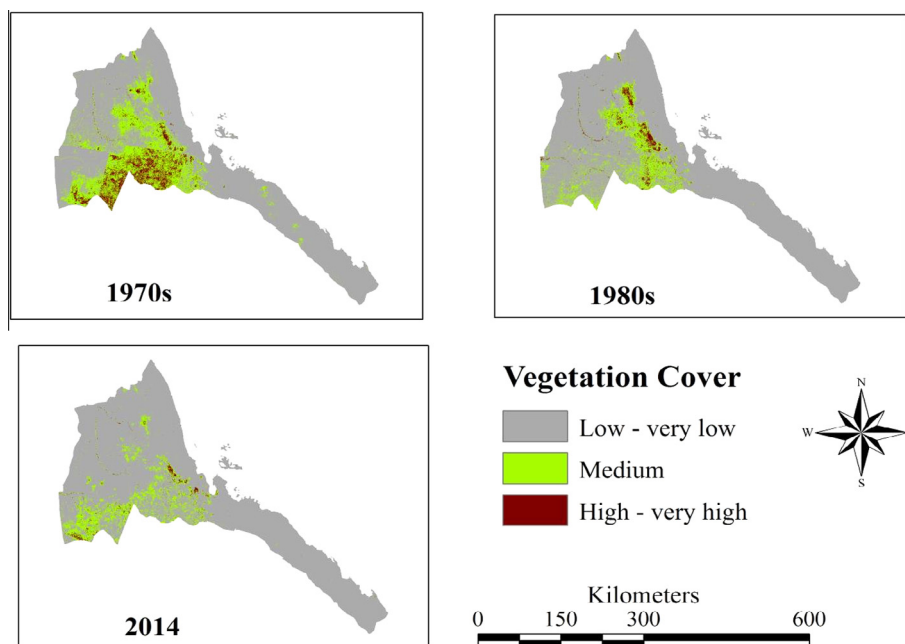 1970s
1980s
2014
Vegetation Cover
Low - very low
Medium
High - very high
N
W
S
Kilometers
0 150 300 600